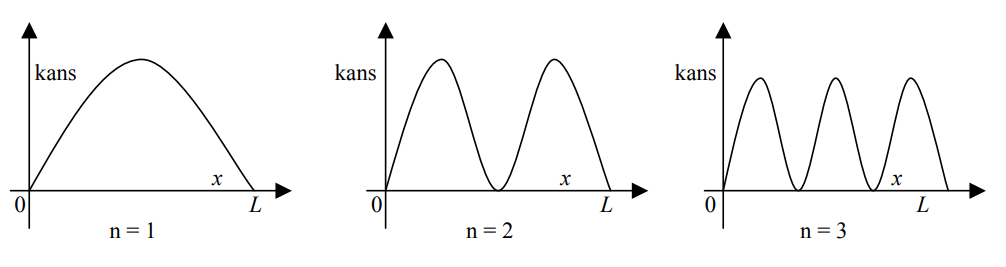 kans
x
0
L
n = 1
kans
x
0
L
n = 2
kans
x
0
L
n = 3